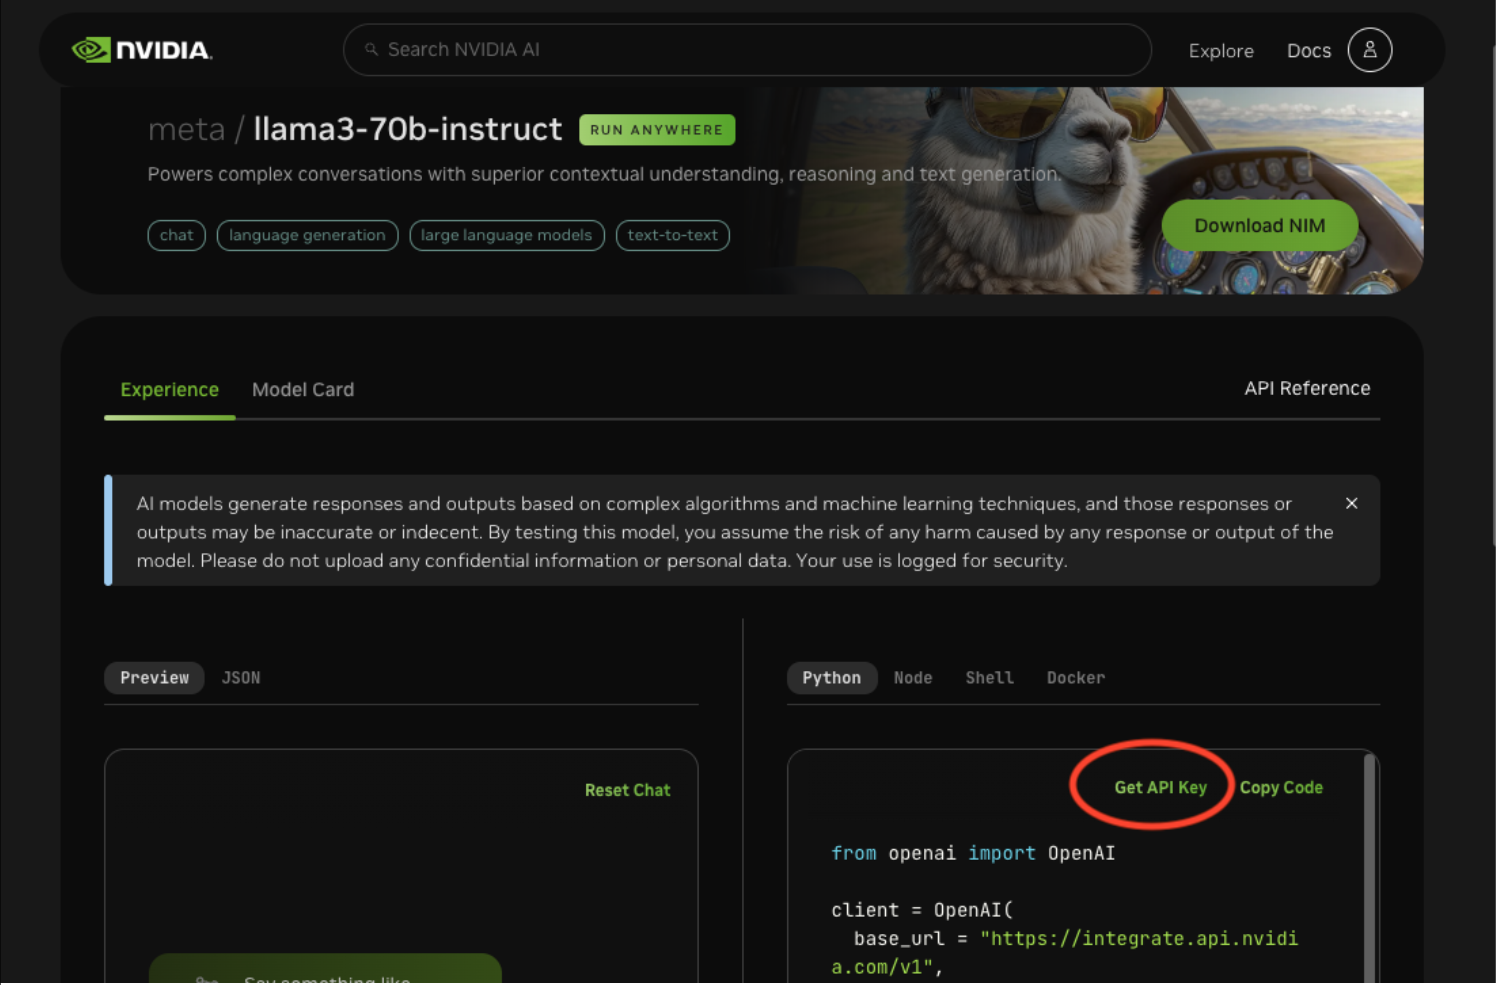 NVIDIA.
Search NVIDIA AI
Explore
Docs
meta / llama3-70b-instruct
RUN ANYWHERE
Powers complex conversations with superior contextual understanding, reasoning and text generation.
chat
language generation
large language models
text-to-text
Download NIM
Experience
Model Card
API Reference
AI models generate responses and outputs based on complex algorithms and machine learning techniques, and those responses or
outputs may be inaccurate or indecent. By testing this model, you assume the risk of any harm caused by any response or output of the
model. Please do not upload any confidential information or personal data. Your use is logged for security.
Preview
JSON
Reset Chat
Say something like
Python
Node
Shell
Docker
Get API Key
Copy Code
from openai import OpenAI
client = OpenAI(
base_url = "https://integrate.api.nvidi
a.com/v1",